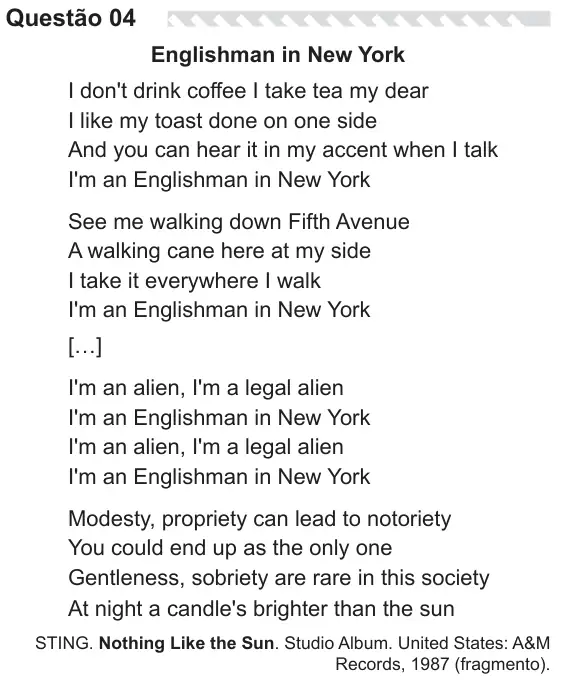 Questão 04
Englishman in New York
I don't drink coffee I take tea my dear
I like my toast done on one side
And you can hear it in my accent when I talk
I'm an Englishman in New York
See me walking down Fifth Avenue
A walking cane here at my side
I take it everywhere I walk
I'm an Englishman in New York
[…]
I'm an alien, I'm a legal alien
I'm an Englishman in New York
I'm an alien, I'm a legal alien
I'm an Englishman in New York
Modesty, propriety can lead to notoriety
You could end up as the only one
Gentleness, sobriety are rare in this society
At night a candle's brighter than the sun
STING. Nothing Like the Sun. Studio Album. United States: A&M
Records, 1987 (fragmento).